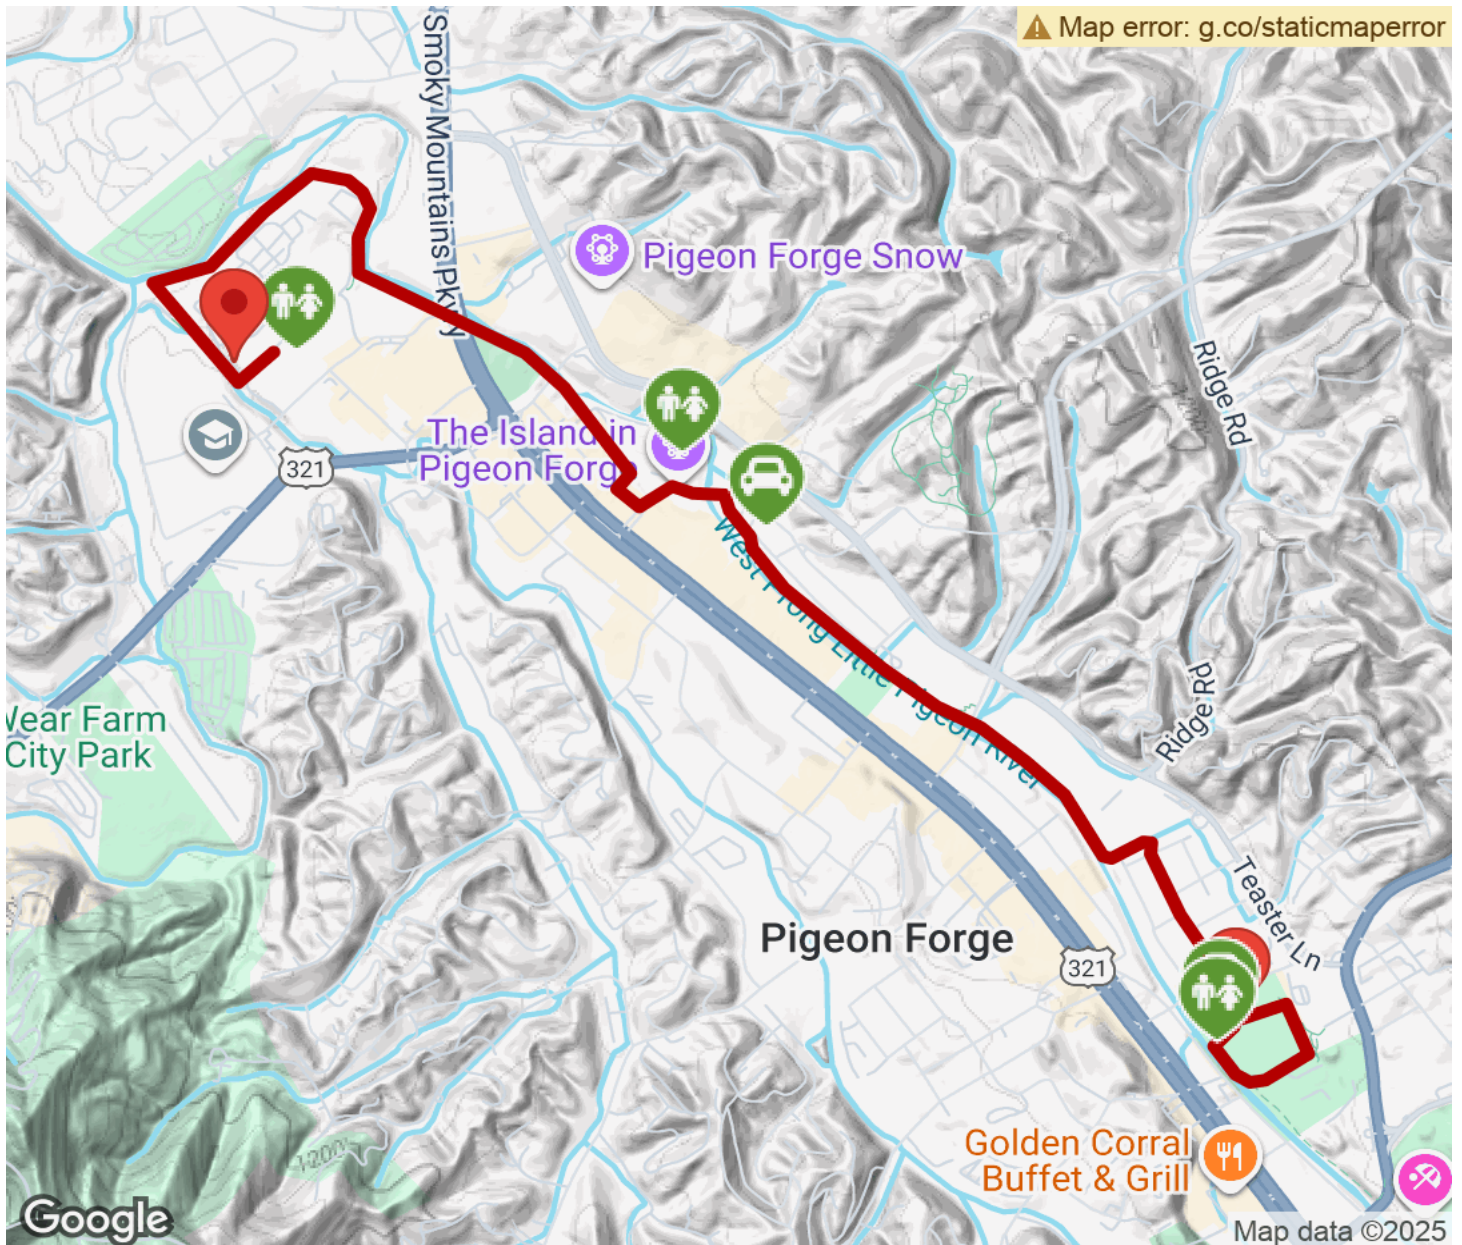 Map error: g.co/staticmaperror
Smoky Mountains Pkwy
Pigeon Forge Snow
Ridge Rd
The Island in
Pigeon Forge
321
West Prong Little Pigeon River
Ridge Rd
Wear Farm
City Park
Teaster Ln
Pigeon Forge
321
Golden Corral
Buffet & Grill
Google
Map data ©2025